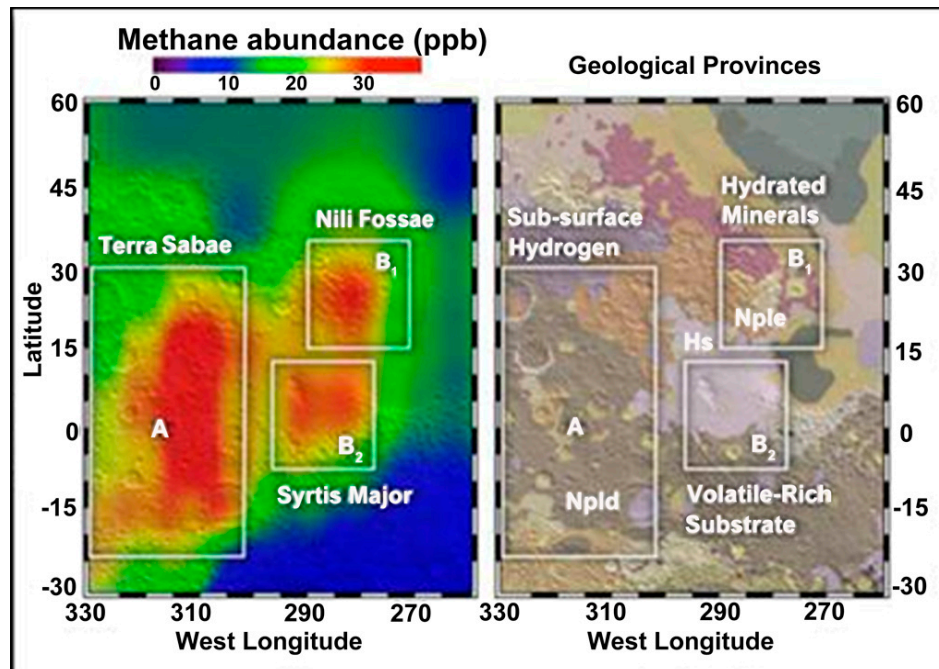 Methane abundance (ppb)
0 10 20 30
Geological Provinces
60
45
30
15
0
-15
-30
Latitude
Terra Sabae
Nili Fossae
B1
A
B2
Syrtis Major
330 310 290 270
West Longitude
Sub-surface
Hydrogen
Hydrated
Minerals
B1
Nple
Hs
A
B2
Npld
Volatile-Rich
Substrate
60
45
30
15
0
-15
-30
330 310 290 270
West Longitude